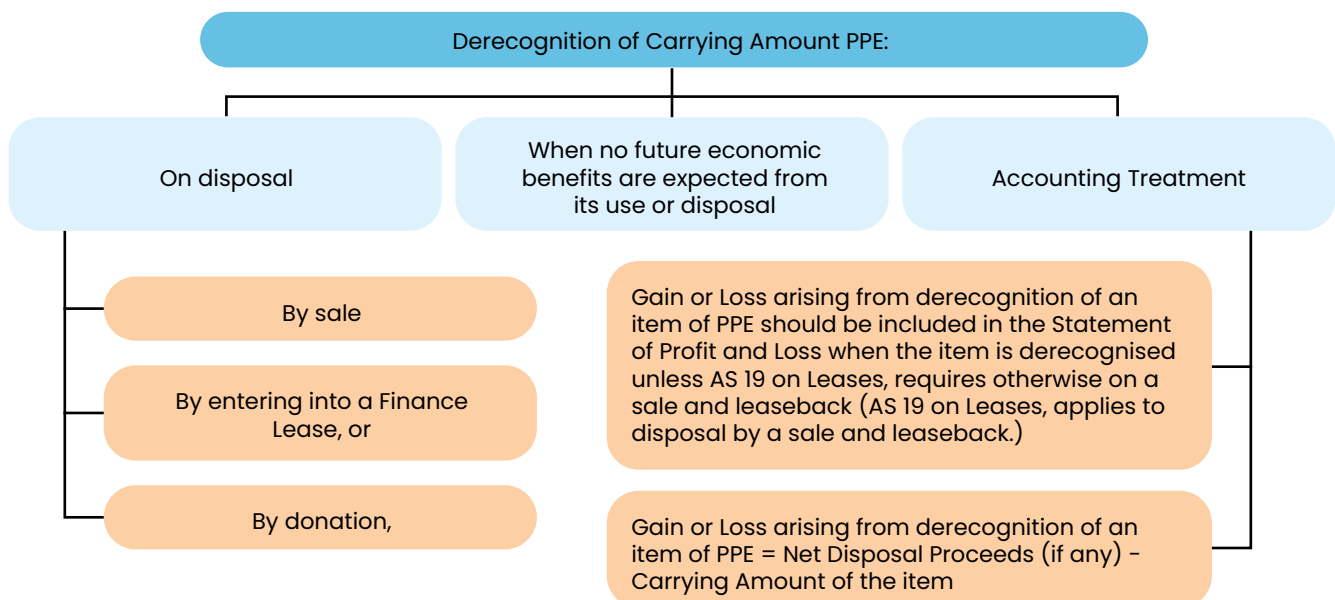 Derecognition of Carrying Amount PPE:
On disposal
When no future economic
benefits are expected from
its use or disposal
Accounting Treatment
By sale
By entering into a Finance
Lease, or
By donation,
Gain or Loss arising from derecognition of an
item of PPE should be included in the Statement
of Profit and Loss when the item is derecognised
unless AS 19 on Leases, requires otherwise on a
sale and leaseback (AS 19 on Leases, applies to
disposal by a sale and leaseback.)
Gain or Loss arising from derecognition of an
item of PPE = Net Disposal Proceeds (if any) -
Carrying Amount of the item